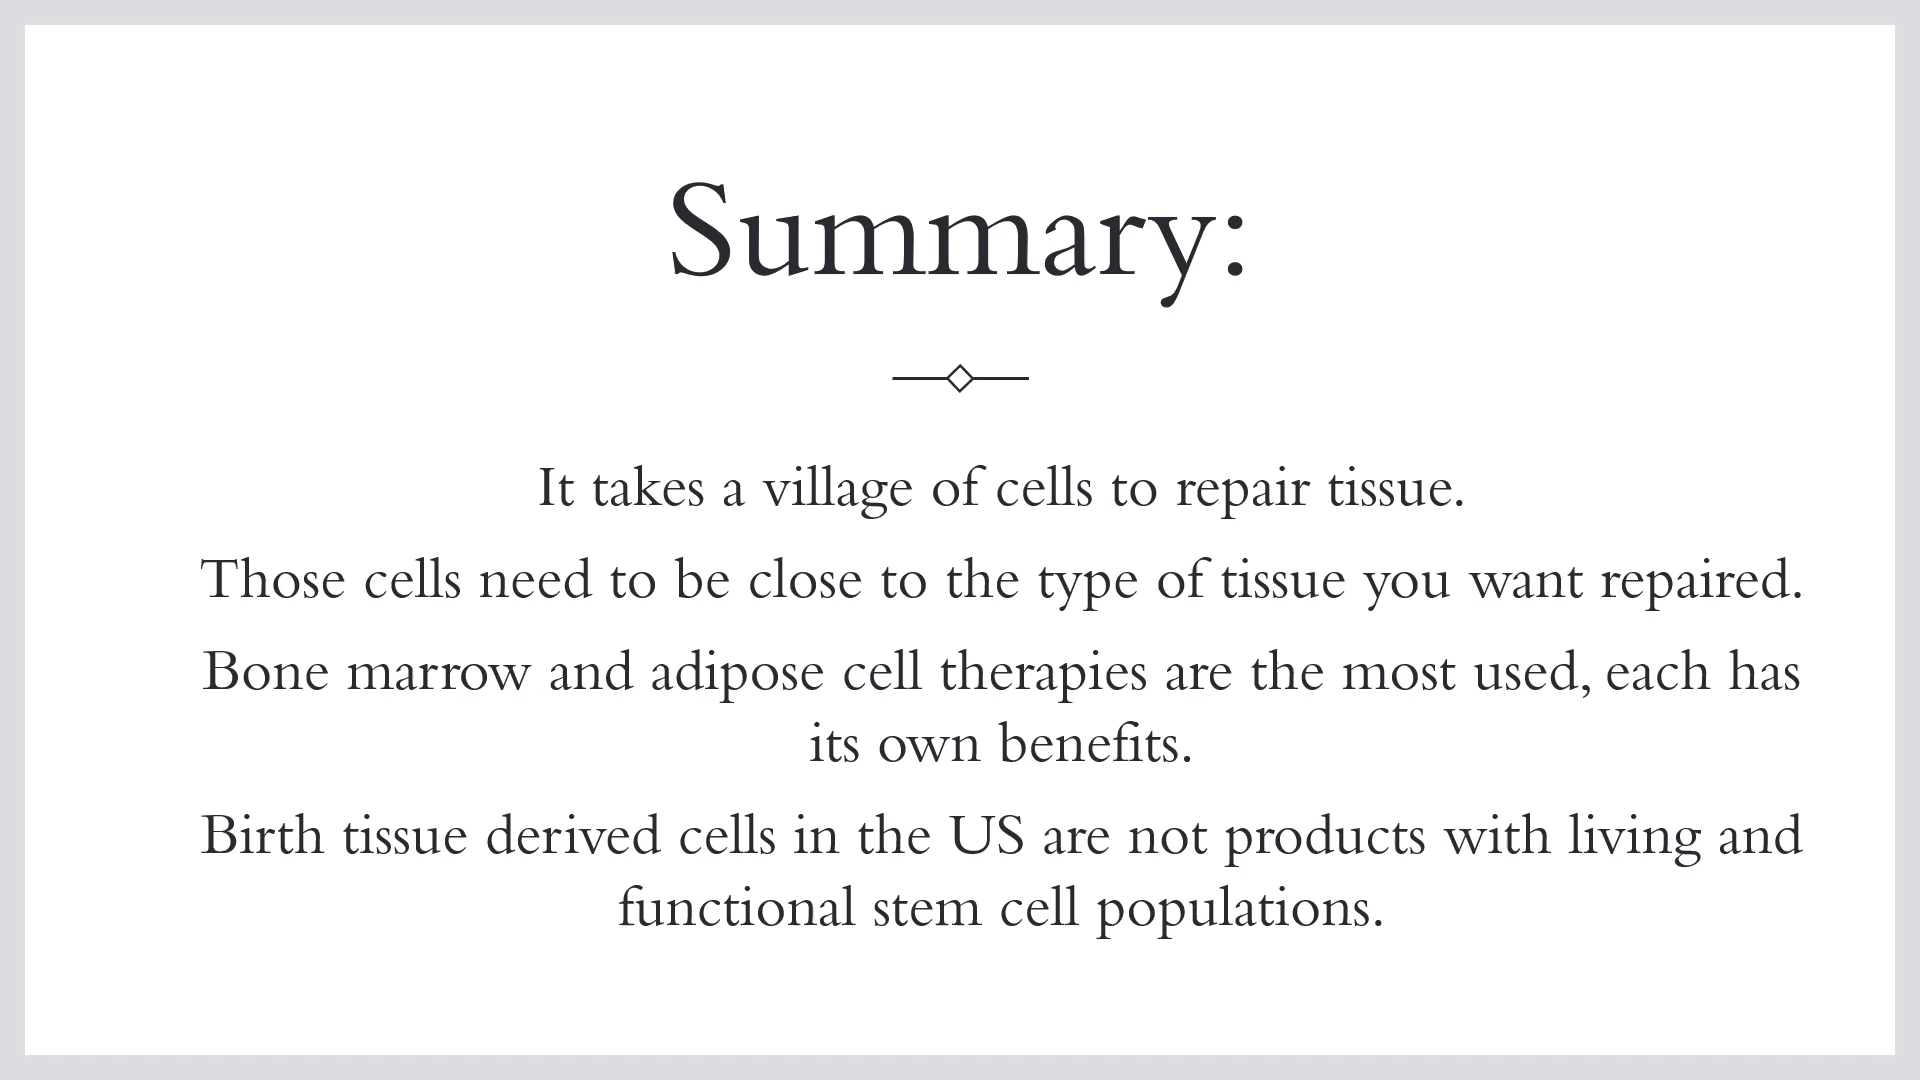 Summary:
It takes a village of cells to repair tissue.
Those cells need to be close to the type of tissue you want repaired.
Bone marrow and adipose cell therapies are the most used, each has
its own benefits.
Birth tissue derived cells in the US are not products with living and
functional stem cell populations.